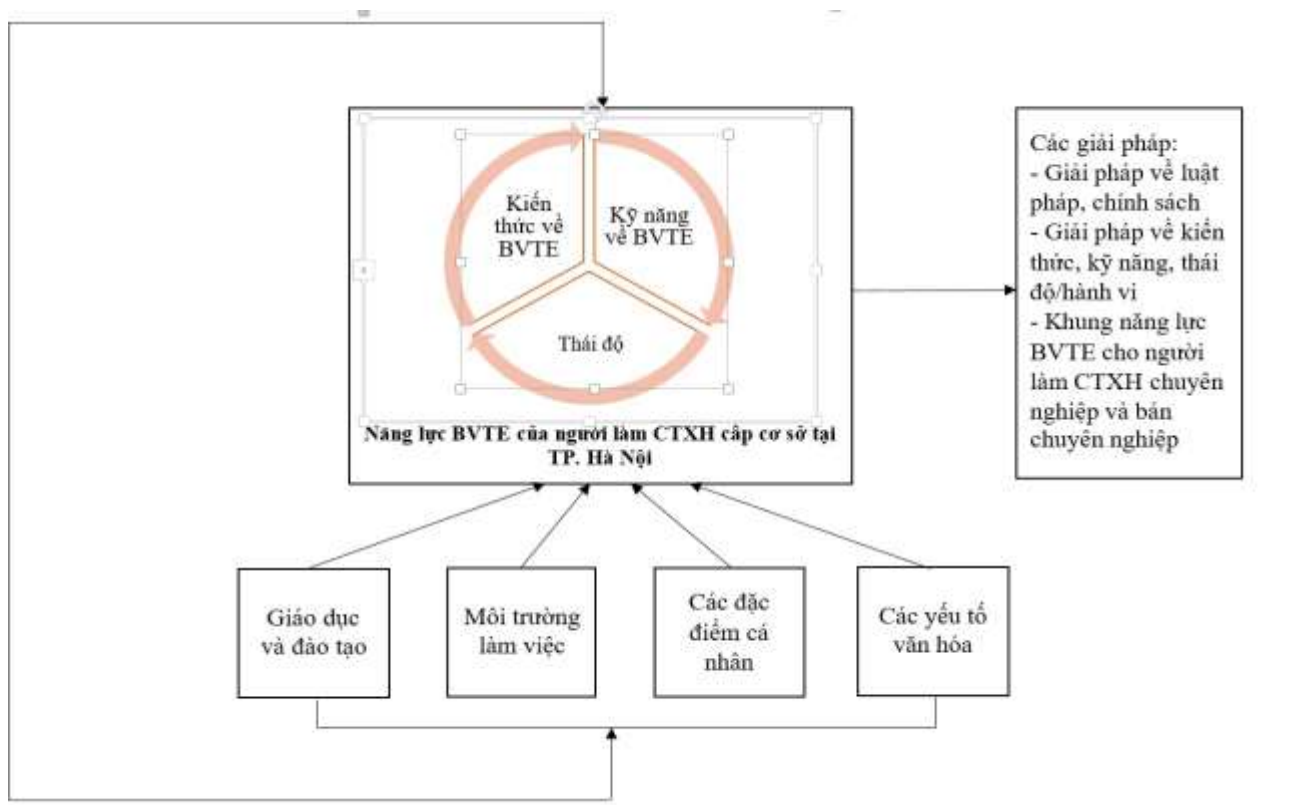 Kiến
thức về
BVTE
Kỹ năng
về BVTE
Thái độ
Năng lực BVTE của người làm CTXH cấp cơ sở tại
TP. Hà Nội
Các giải pháp:
- Giải pháp về luật
pháp, chính sách
- Giải pháp về kiến
thức, kỹ năng, thái
độ/hành vi
- Khung năng lực
BVTE cho người
làm CTXH chuyên
nghiệp và bán
chuyên nghiệp
Giáo dục
và đào tạo
Môi trường
làm việc
Các đặc
điểm cá
nhân
Các yếu tố
văn hóa